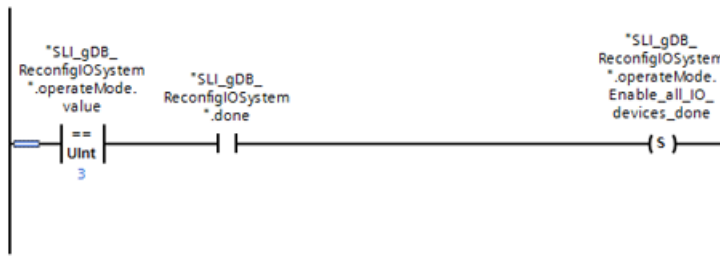 "SLI_gDB_
ReconfigIOSystem
".operateMode.
value
==
UInt
3
"SLI_gDB_
ReconfigIOSystem
".done
"SLI_gDB_
ReconfigIOSystem
".operateMode.
Enable_all_IO_
devices_done
S